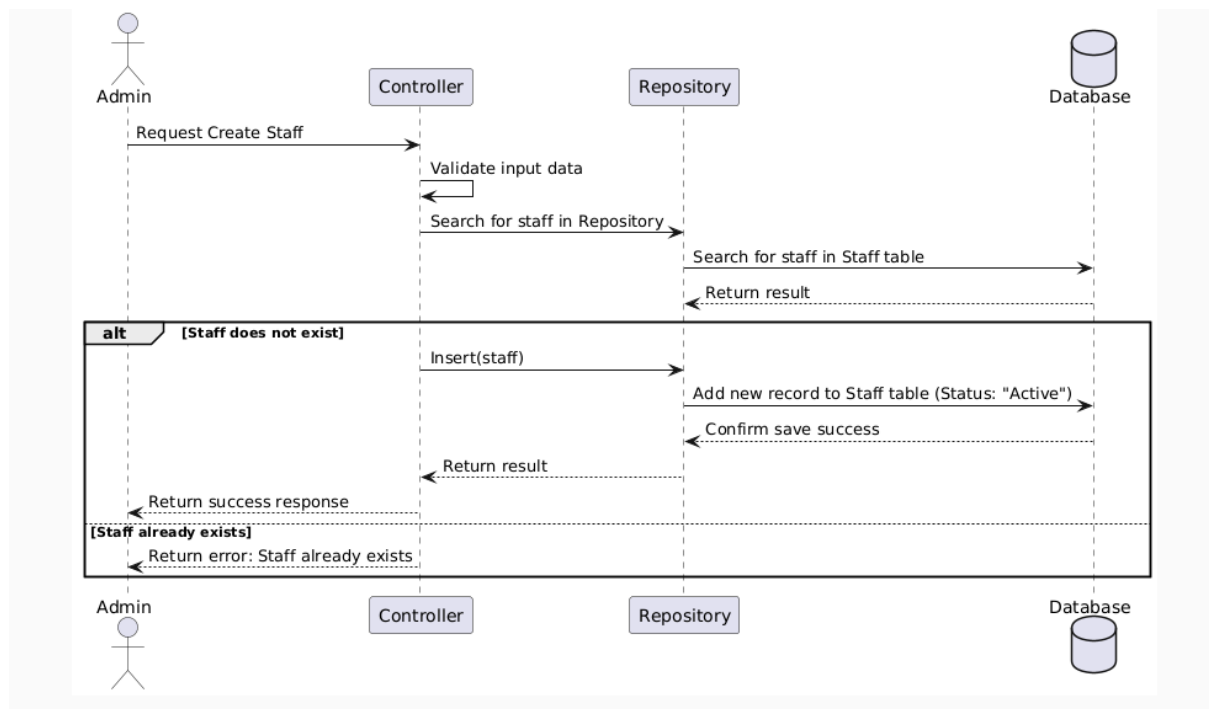 Admin
Controller
Repository
Database
Request Create Staff
Validate input data
Search for staff in Repository
Search for staff in Staff table
Return result
alt [Staff does not exist]
Insert(staff)
Add new record to Staff table (Status: "Active")
Confirm save success
Return result
Return success response
[Staff already exists]
Return error: Staff already exists
Admin
Controller
Repository
Database